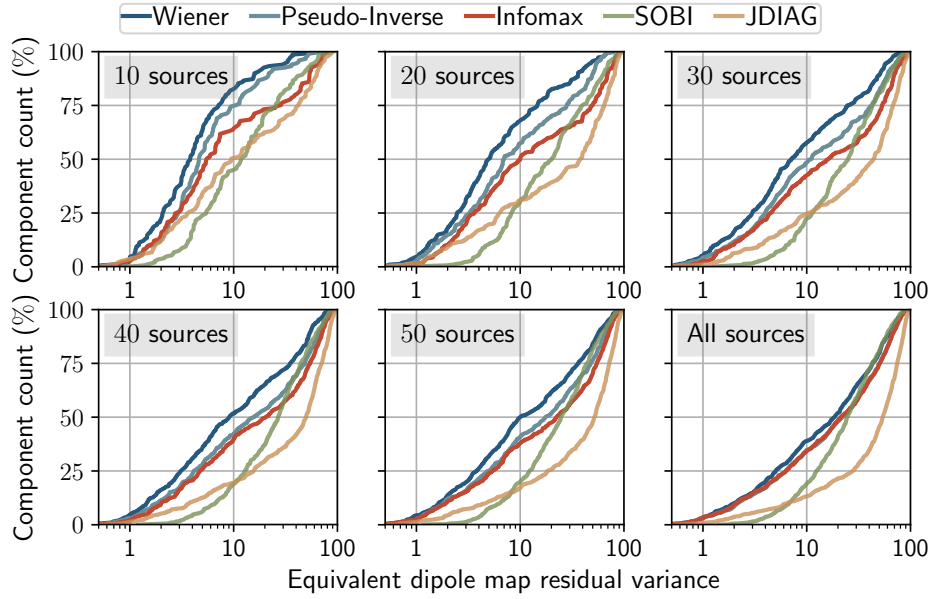 Wiener Pseudo-Inverse Infomax SOBI JDIAG
Component count (%)
100
75
50
25
0
10 sources
1 10 100
20 sources
1 10 100
30 sources
1 10 100
Component count (%)
100
75
50
25
0
40 sources
1 10 100
50 sources
1 10 100
All sources
1 10 100
Equivalent dipole map residual variance